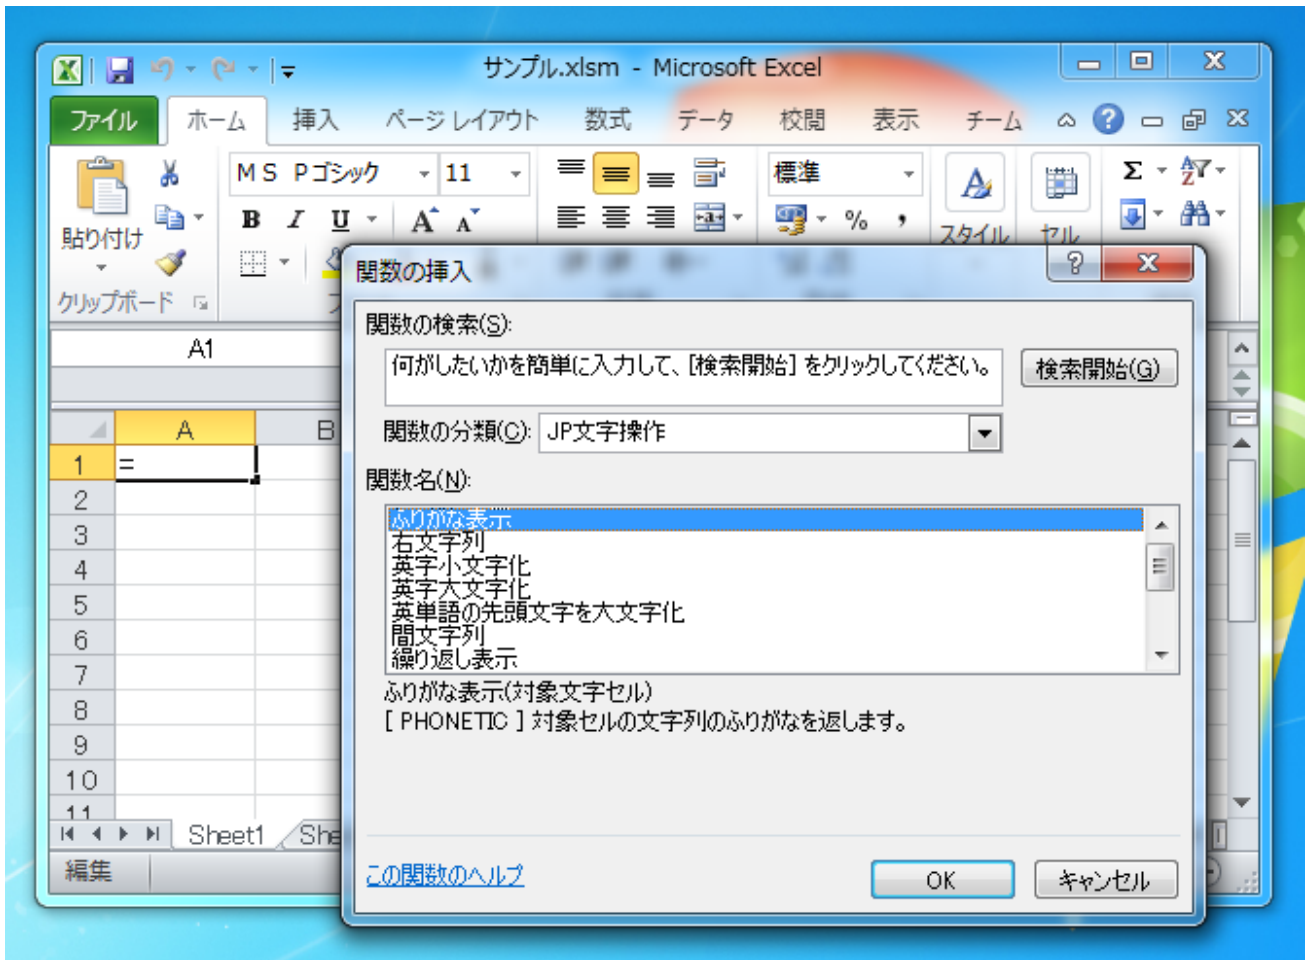 サンプル.xlsm - Microsoft Excel
ファイル ホーム 挿入 ページ レイアウト 数式 データ 校閲 表示 チーム
MS Pゴシック 11 標準
貼り付け B I U A A % , スタイル セル
クリップボード
A1
A B
1 =
2
3
4
5
6
7
8
9
10
11
Sheet1 She
編集
関数の挿入
関数の検索(S):
何がしたいかを簡単に入力して、[検索開始] をクリックしてください。
検索開始(G)
関数の分類(C): JP文字操作
関数名(N):
ふりがな表示
右文字列
英字小文字化
英字大文字化
英単語の先頭文字を大文字化
間文字列
繰り返し表示
ふりがな表示(対象文字セル)
[ PHONETIC ] 対象セルの文字列のふりがなを返します。
この関数のヘルプ
OK キャンセル